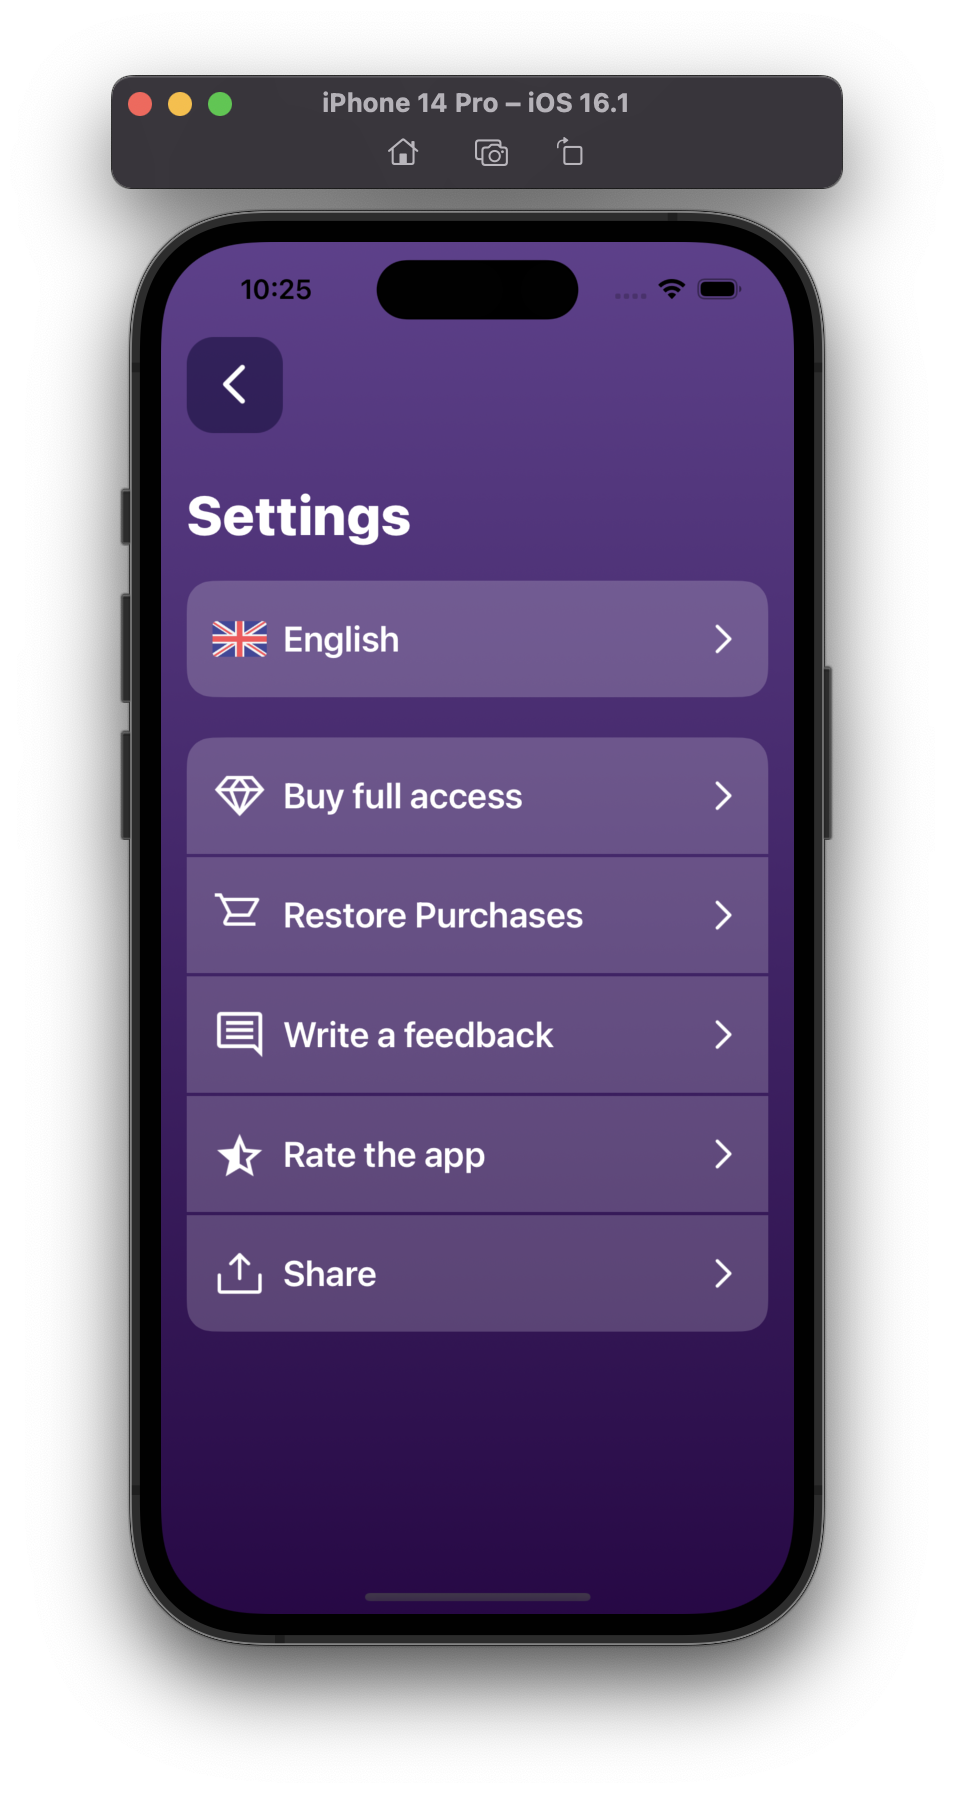 iPhone 14 Pro – iOS 16.1
10:25
Settings
English
Buy full access
Restore Purchases
Write a feedback
Rate the app
Share